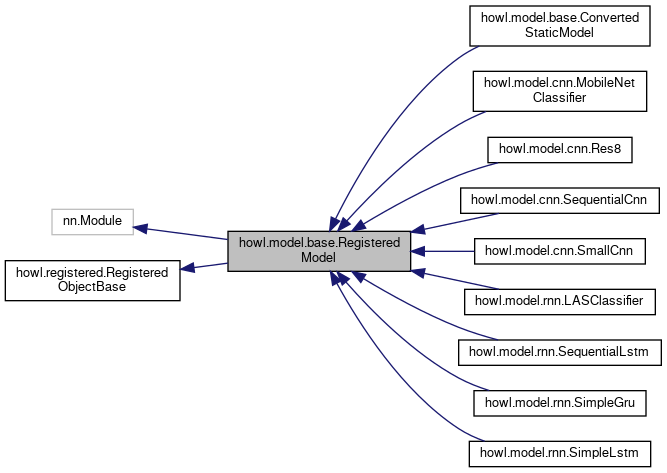 nn.Module
howl.registered.Registered
ObjectBase
howl.model.base.Registered
Model
howl.model.base.Converted
StaticModel
howl.model.cnn.MobileNet
Classifier
howl.model.cnn.Res8
howl.model.cnn.SequentialCnn
howl.model.cnn.SmallCnn
howl.model.rnn.LASClassifier
howl.model.rnn.SequentialLstm
howl.model.rnn.SimpleGru
howl.model.rnn.SimpleLstm